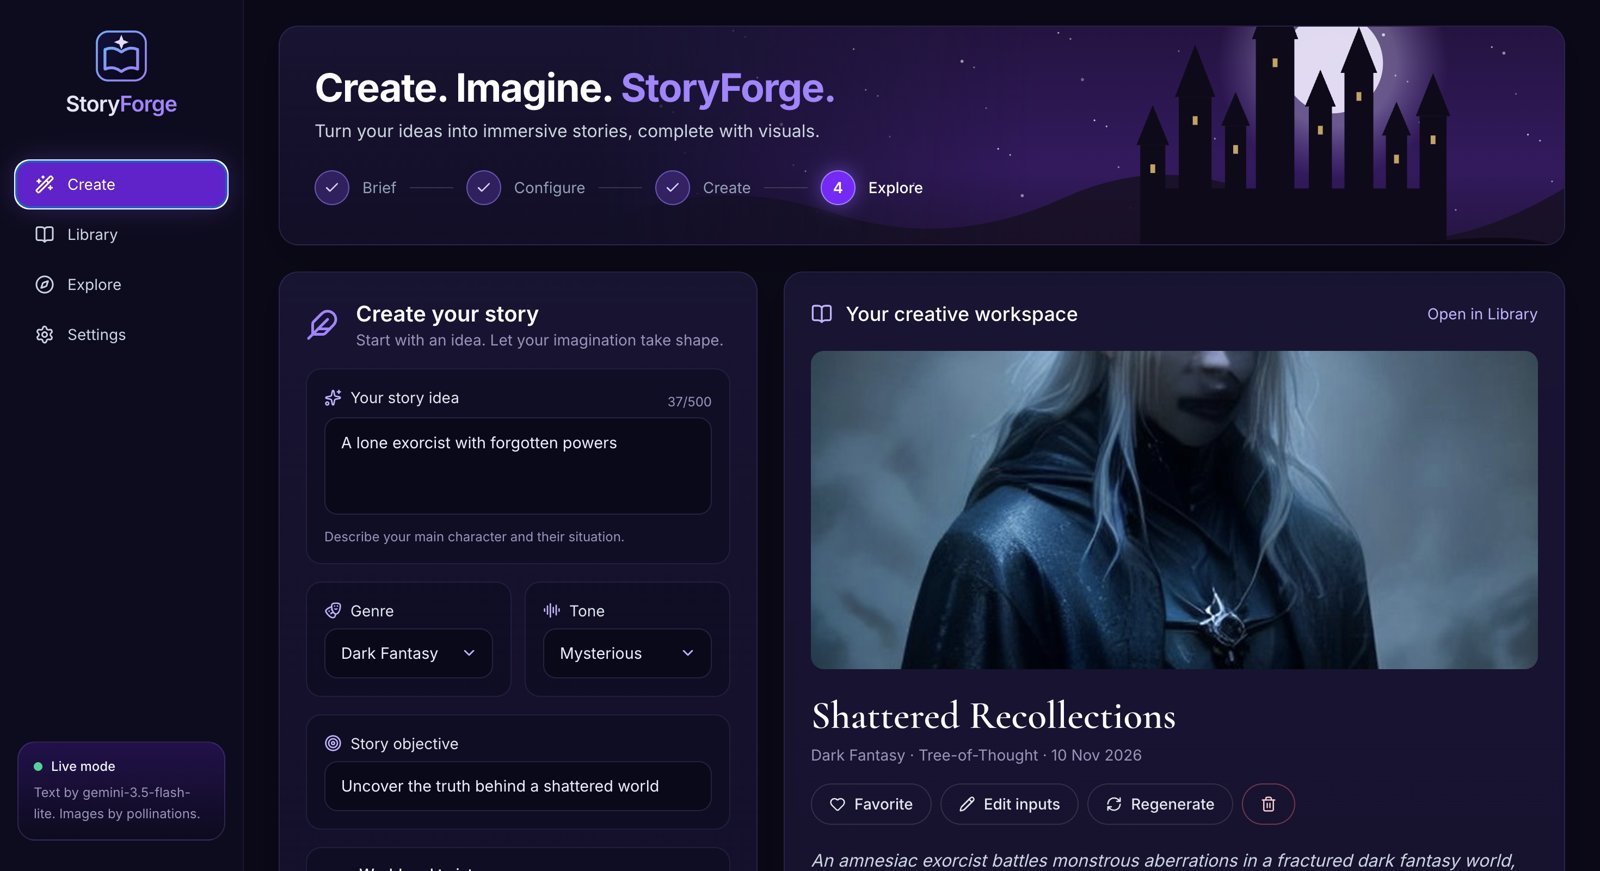 StoryForge
Create
Library
Explore
Settings
Live mode
Text by gemini-3.5-flash-
lite. Images by pollinations.
Create. Imagine. StoryForge.
Turn your ideas into immersive stories, complete with visuals.
Brief
Configure
Create
4 Explore
Create your story
Start with an idea. Let your imagination take shape.
Your story idea
37/500
A lone exorcist with forgotten powers
Describe your main character and their situation.
Genre
Dark Fantasy
Tone
Mysterious
Story objective
Uncover the truth behind a shattered world
Your creative workspace
Open in Library
Shattered Recollections
Dark Fantasy · Tree-of-Thought · 10 Nov 2026
Favorite
Edit inputs
Regenerate
An amnesiac exorcist battles monstrous aberrations in a fractured dark fantasy world,